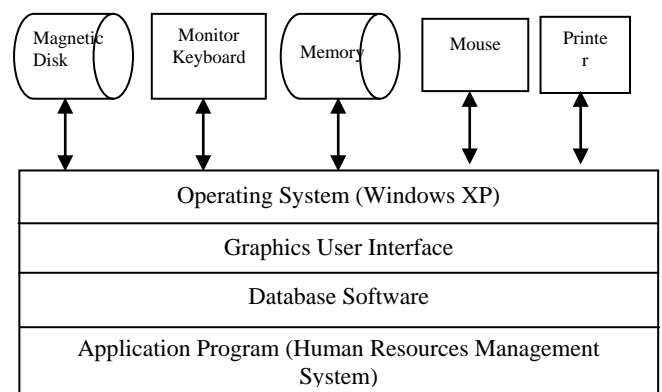 Magnetic
Disk
Monitor
Keyboard
Memory
Mouse
Printe
r
Operating System (Windows XP)
Graphics User Interface
Database Software
Application Program (Human Resources Management
System)